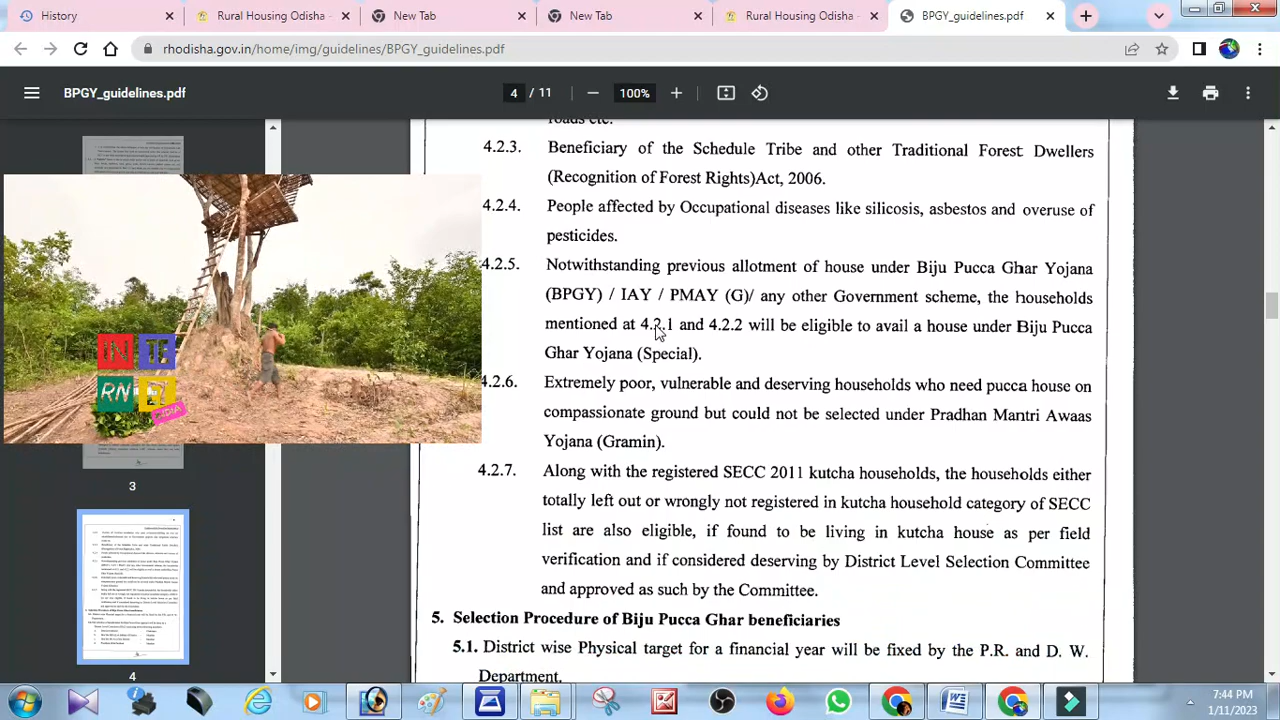 History
Rural Housing Odisha -
New Tab
New Tab
Rural Housing Odisha -
BPGY_guidelines.pdf
rhodisha.gov.in/home/img/guidelines/BPGY_guidelines.pdf
BPGY_guidelines.pdf
4 / 11
100%
roads etc.
4.2.3. Beneficiary of the Schedule Tribe and other Traditional Forest Dwellers
(Recognition of Forest Rights)Act, 2006.
4.2.4. People affected by Occupational diseases like silicosis, asbestos and overuse of
pesticides.
4.2.5. Notwithstanding previous allotment of house under Biju Pucca Ghar Yojana
(BPGY) / IAY / PMAY (G)/ any other Government scheme, the households
mentioned at 4.2.1 and 4.2.2 will be eligible to avail a house under Biju Pucca
Ghar Yojana (Special).
4.2.6. Extremely poor, vulnerable and deserving households who need pucca house on
compassionate ground but could not be selected under Pradhan Mantri Awaas
Yojana (Gramin).
4.2.7. Along with the registered SECC 2011 kutcha households, the households either
totally left out or wrongly not registered in kutcha household category of SECC
list are also eligible, if found to be living in kutcha house as per field
verification and if considered deserving by District Level Selection Committee
and approved as such by the Committee.
5. Selection Procedure of Biju Pucca Ghar beneficiaries
5.1. District wise Physical target for a financial year will be fixed by the P.R. and D. W.
Department.
IN TE
RN ET
INDIA
3
4
7:44 PM
1/11/2023